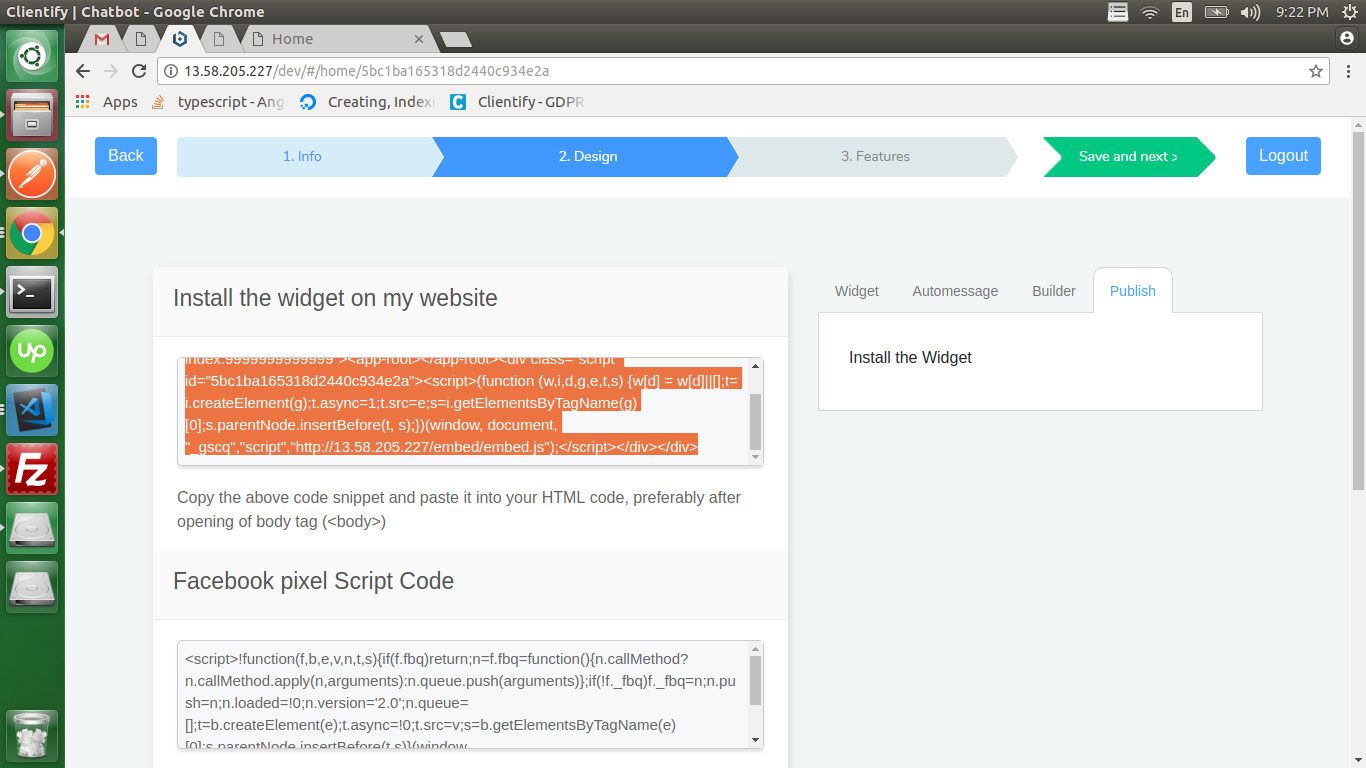 Clientify | Chatbot - Google Chrome
En
9:22 PM
Home
13.58.205.227/dev/#/home/5bc1ba165318d2440c934e2a
Apps
typescript - Ang
Creating, Indexi
Clientify - GDPR
Back
1. Info
2. Design
3. Features
Save and next >
Logout
Install the widget on my website
index:9999999999999"><app-root></app-root><div class="script"
id="5bc1ba165318d2440c934e2a"><script>(function (w,i,d,g,e,t,s) {w[d] = w[d]||[];t=
i.createElement(g);t.async=1;t.src=e;s=i.getElementsByTagName(g)
[0];s.parentNode.insertBefore(t, s);})(window, document,
"_gscq","script","http://13.58.205.227/embed/embed.js");</script></div></div>
Copy the above code snippet and paste it into your HTML code, preferably after
opening of body tag (<body>)
Facebook pixel Script Code
<script>!function(f,b,e,v,n,t,s){if(f.fbq)return;n=f.fbq=function(){n.callMethod?
n.callMethod.apply(n,arguments):n.queue.push(arguments)};if(!f._fbq)f._fbq=n;n.pu
sh=n;n.loaded=!0;n.version='2.0';n.queue=
[];t=b.createElement(e);t.async=!0;t.src=v;s=b.getElementsByTagName(e)
[0];s.parentNode.insertBefore(t,s)}(window,
Widget
Automessage
Builder
Publish
Install the Widget